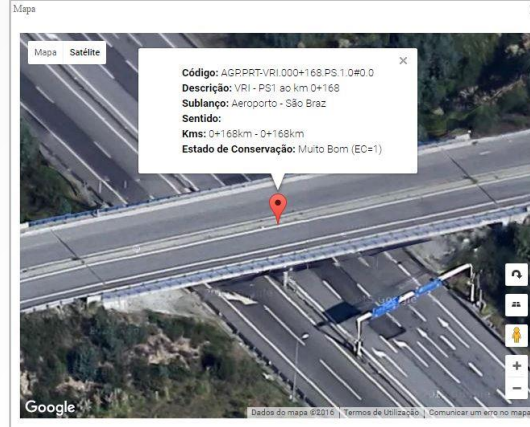 Mapa
Mapa Satélite
Código: AGP.PRT-VRI.000+168.PS.1.0#0.0
Descrição: VRI - PS1 ao km 0+168
Sublanço: Aeroporto - São Braz
Sentido:
Kms: 0+168km - 0+168km
Estado de Conservação: Muito Bom (EC=1)
Google
Dados do mapa ©2016 Termos de Utilização Comunicar um erro no mapa